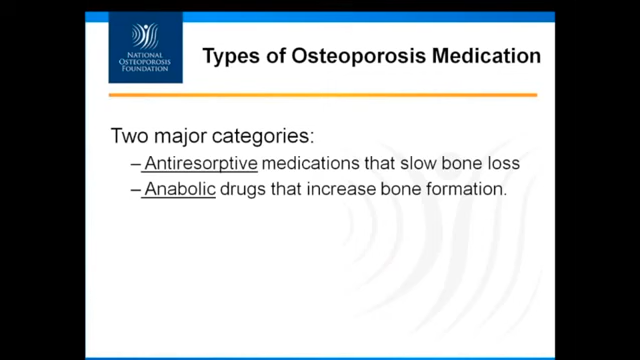 NATIONAL
OSTEOPOROSIS
FOUNDATION
Types of Osteoporosis Medication
Two major categories:
– Antiresorptive medications that slow bone loss
– Anabolic drugs that increase bone formation.